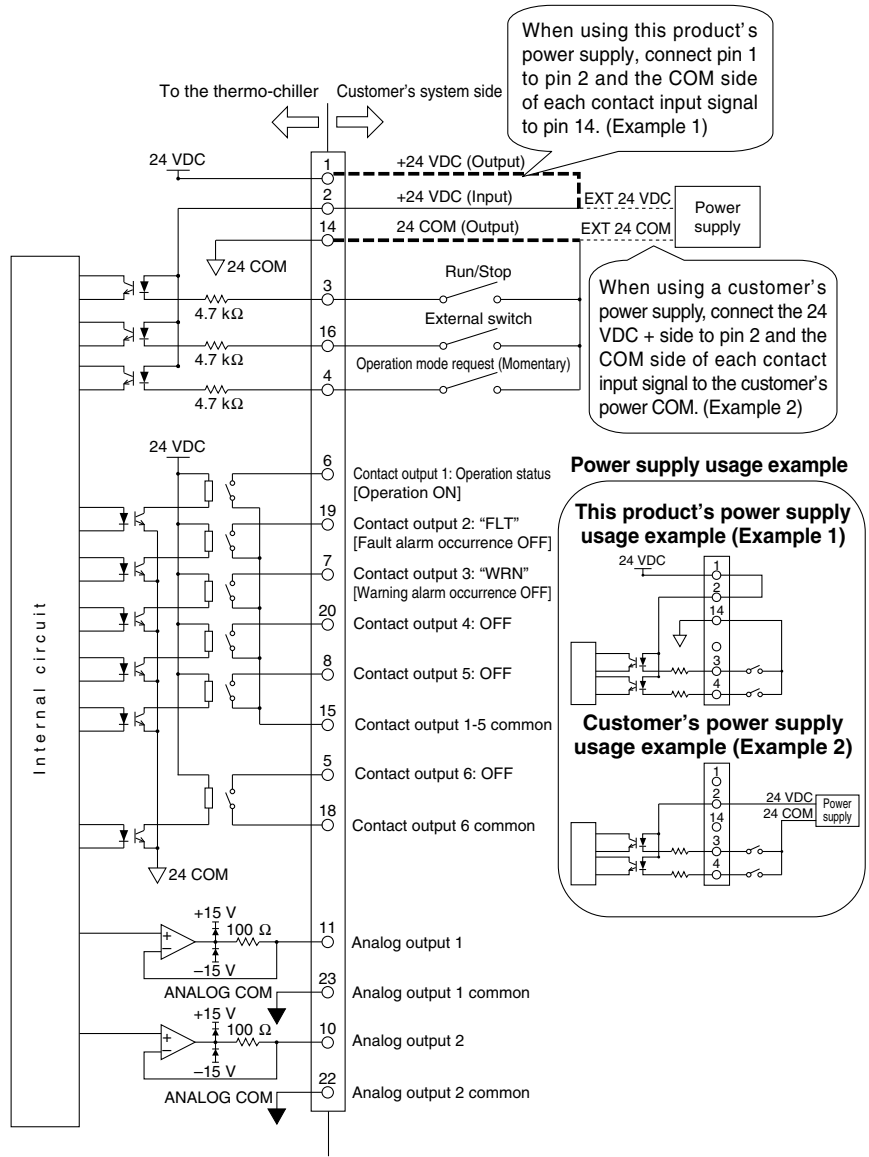 When using this product's
power supply, connect pin 1
to pin 2 and the COM side
of each contact input signal
to pin 14. (Example 1)
To the thermo-chiller
Customer's system side
24 VDC
1
+24 VDC (Output)
2
+24 VDC (Input)
EXT 24 VDC
14
24 COM (Output)
EXT 24 COM
Power
supply
24 COM
Run/Stop
3
4.7 kΩ
External switch
16
4.7 kΩ
Operation mode request (Momentary)
4
4.7 kΩ
When using a customer's
power supply, connect the 24
VDC + side to pin 2 and the
COM side of each contact
input signal to the customer's
power COM. (Example 2)
Internal circuit
24 VDC
6
Contact output 1: Operation status
[Operation ON]
19
Contact output 2: “FLT”
[Fault alarm occurrence OFF]
7
Contact output 3: “WRN”
[Warning alarm occurrence OFF]
20
Contact output 4: OFF
8
Contact output 5: OFF
15
Contact output 1-5 common
5
Contact output 6: OFF
18
Contact output 6 common
24 COM
+15 V
100 Ω
+
−
−15 V
11
Analog output 1
ANALOG COM
23
Analog output 1 common
+15 V
100 Ω
+
−
−15 V
10
Analog output 2
ANALOG COM
22
Analog output 2 common
Power supply usage example
This product's power supply
usage example (Example 1)
24 VDC
1
2
14
3
4
Customer's power supply
usage example (Example 2)
1
2
24 VDC
14
24 COM
Power
supply
3
4